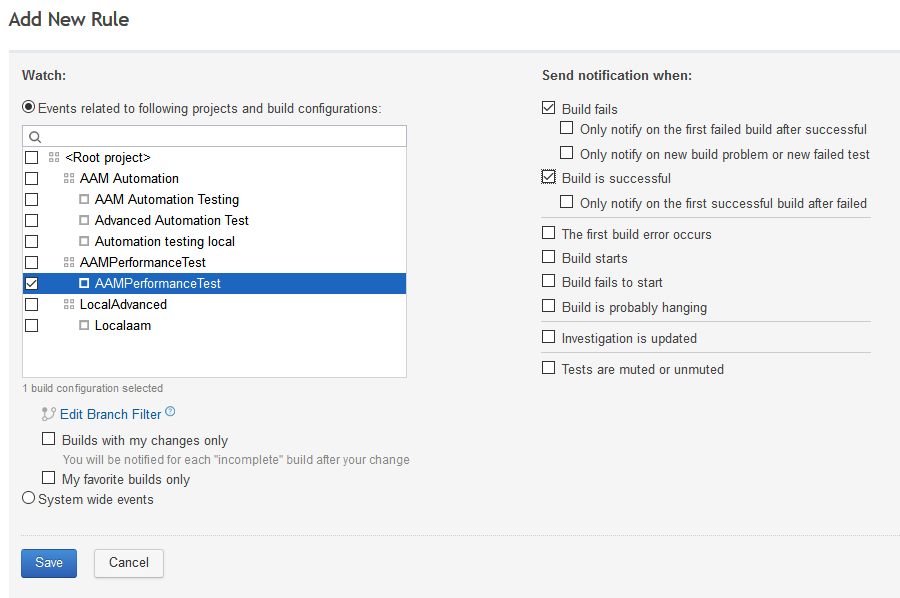 Add New Rule
Watch:
Events related to following projects and build configurations:
<Root project>
AAM Automation
AAM Automation Testing
Advanced Automation Test
Automation testing local
AAMPerformanceTest
AAMPerformanceTest
LocalAdvanced
Localaam
1 build configuration selected
Edit Branch Filter ?
Builds with my changes only
You will be notified for each "incomplete" build after your change
My favorite builds only
System wide events
Send notification when:
Build fails
Only notify on the first failed build after successful
Only notify on new build problem or new failed test
Build is successful
Only notify on the first successful build after failed
The first build error occurs
Build starts
Build fails to start
Build is probably hanging
Investigation is updated
Tests are muted or unmuted
Save
Cancel